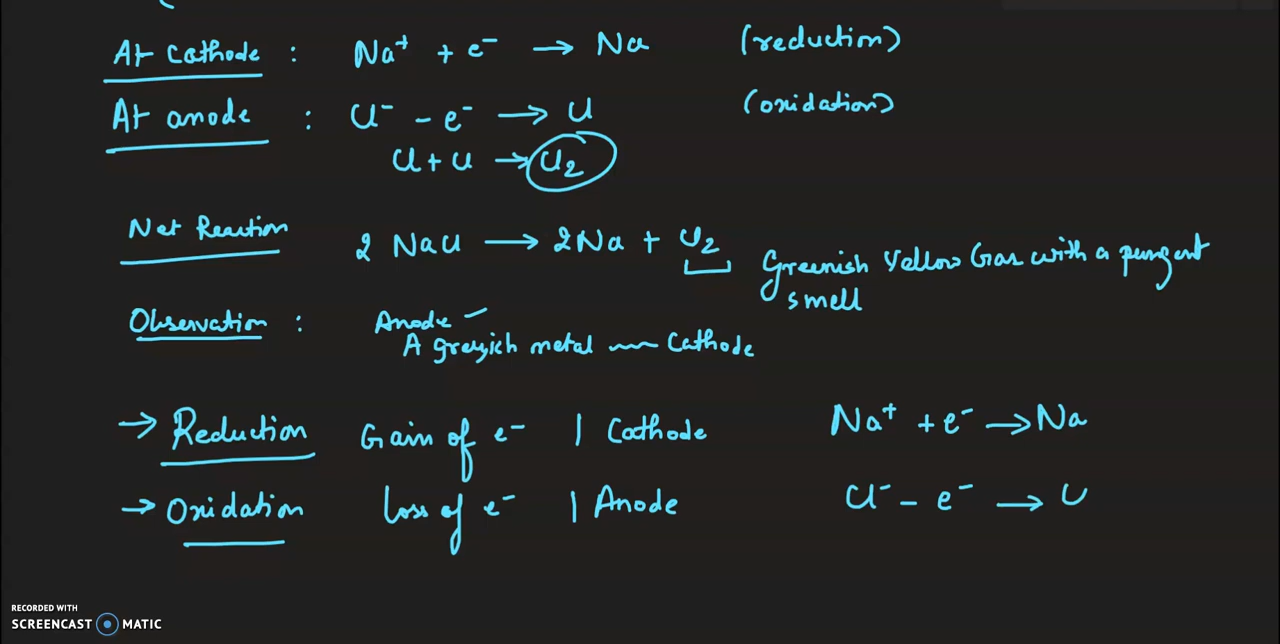 At cathode : Na⁺ + e⁻ → Na (reduction)
At anode : Cl⁻ - e⁻ → Cl (oxidation)
Cl + Cl → Cl₂
Net Reaction 2 NaCl → 2Na + Cl₂
Greenish Yellow Gas with a pungent
smell
Observation : Anode -
A greyish metal — Cathode
→ Reduction Gain of e⁻ | Cathode Na⁺ + e⁻ → Na
→ Oxidation Loss of e⁻ | Anode Cl⁻ - e⁻ → Cl
RECORDED WITH
SCREENCAST MATIC